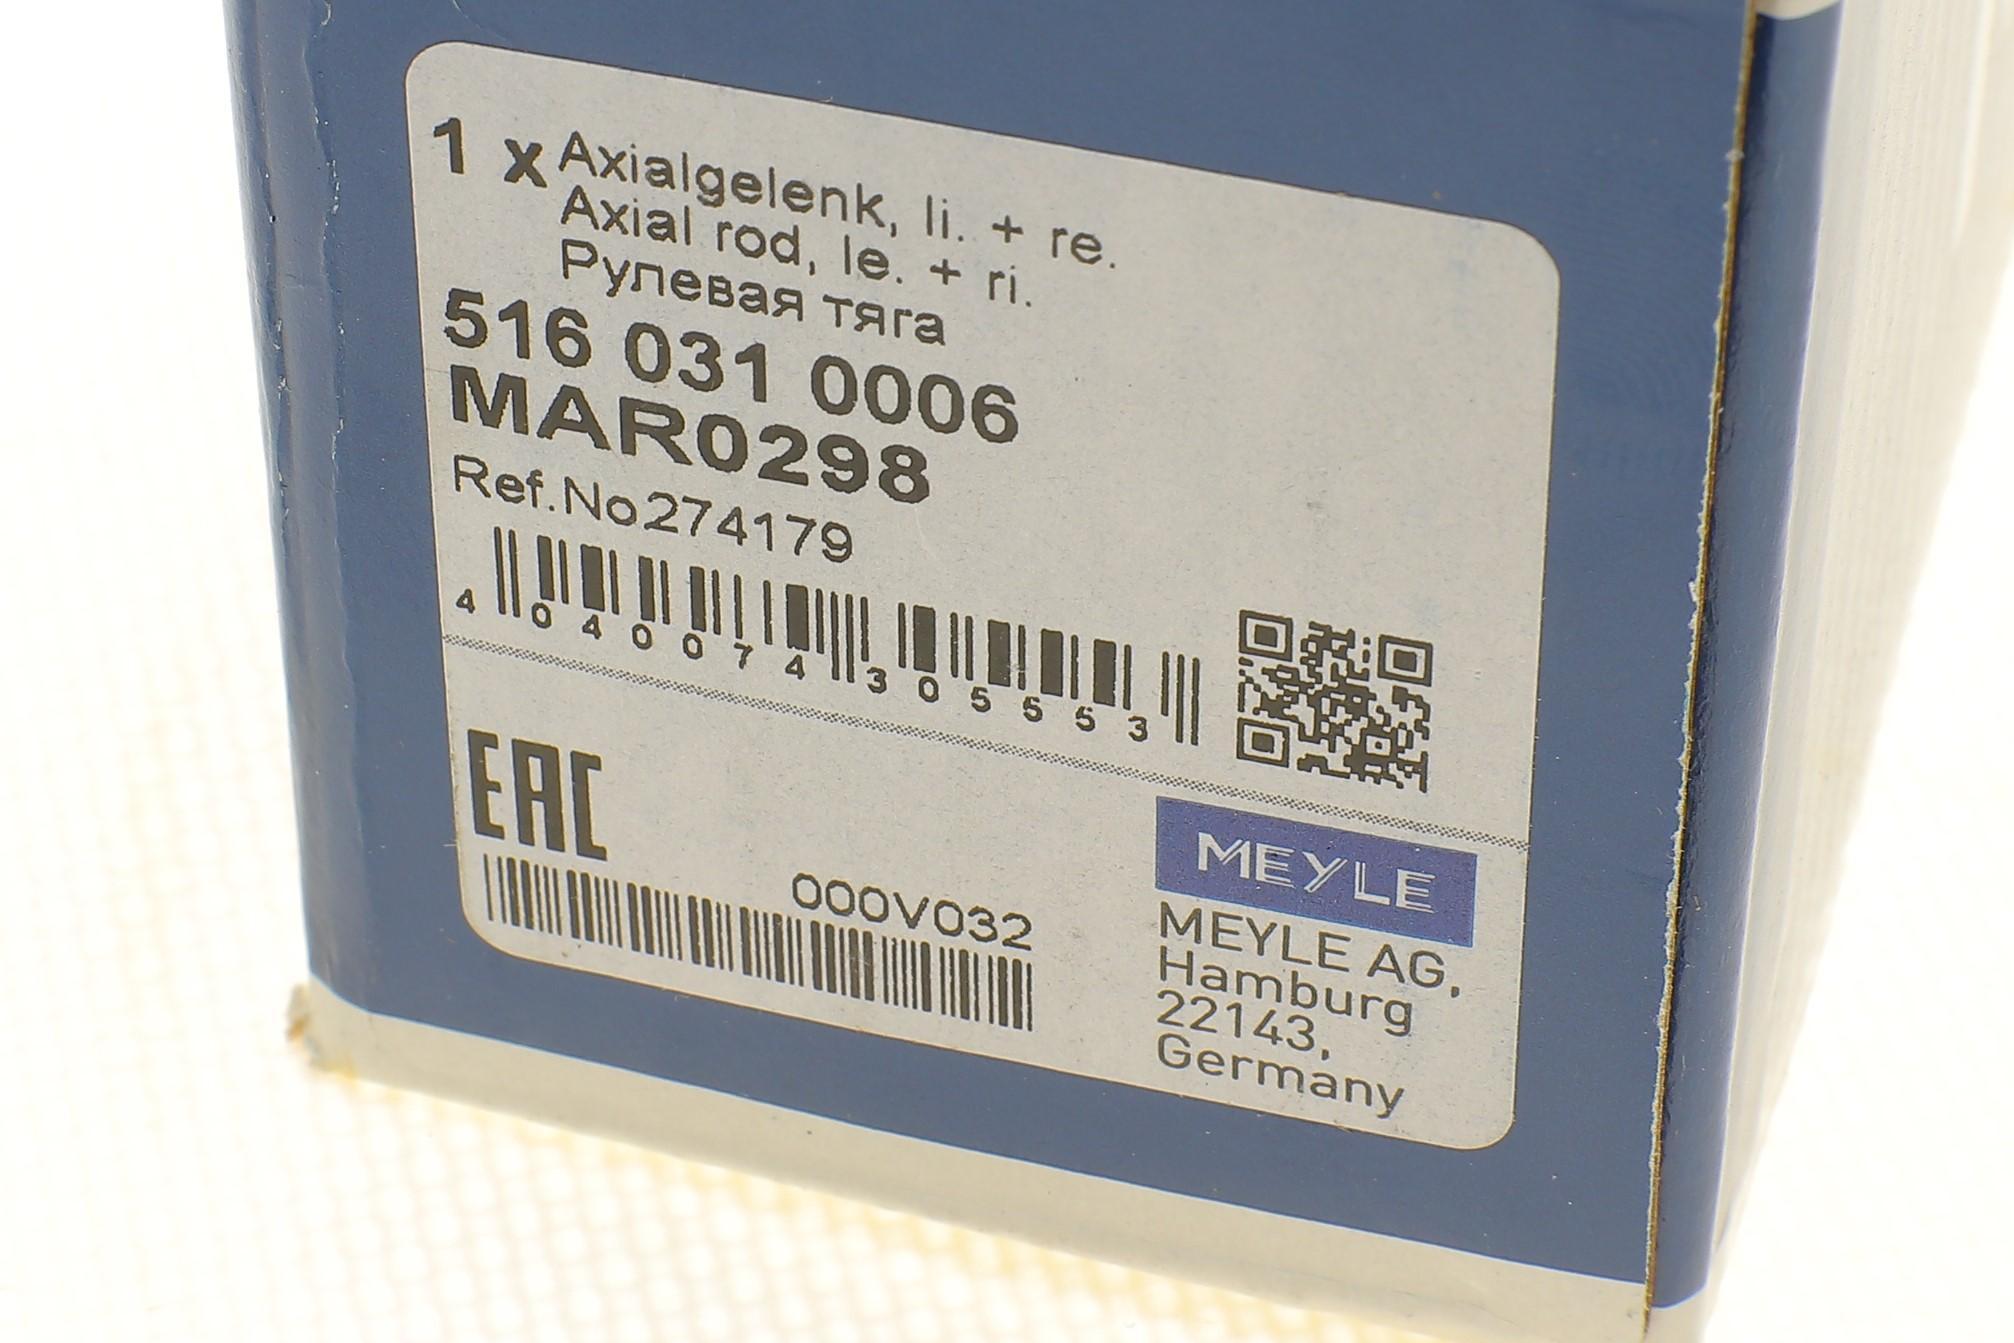 1 x Axialgelenk, li. + re.
Axial rod, le. + ri.
Рулевая тяга
516 031 0006
MAR0298
Ref.No274179
4 040074 305553
EAC
000V032
MEYLE
MEYLE AG,
Hamburg
22143,
Germany